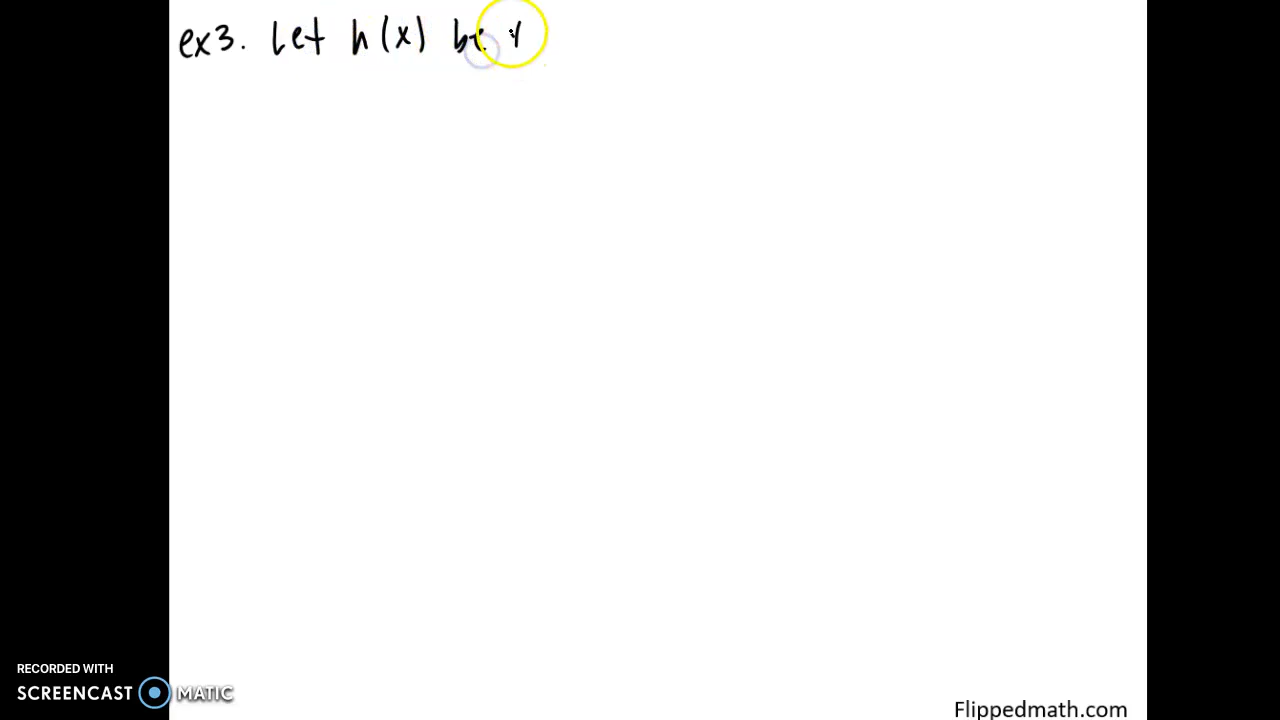 ex3. Let h(x) be
RECORDED WITH
SCREENCAST MATIC
Flippedmath.com